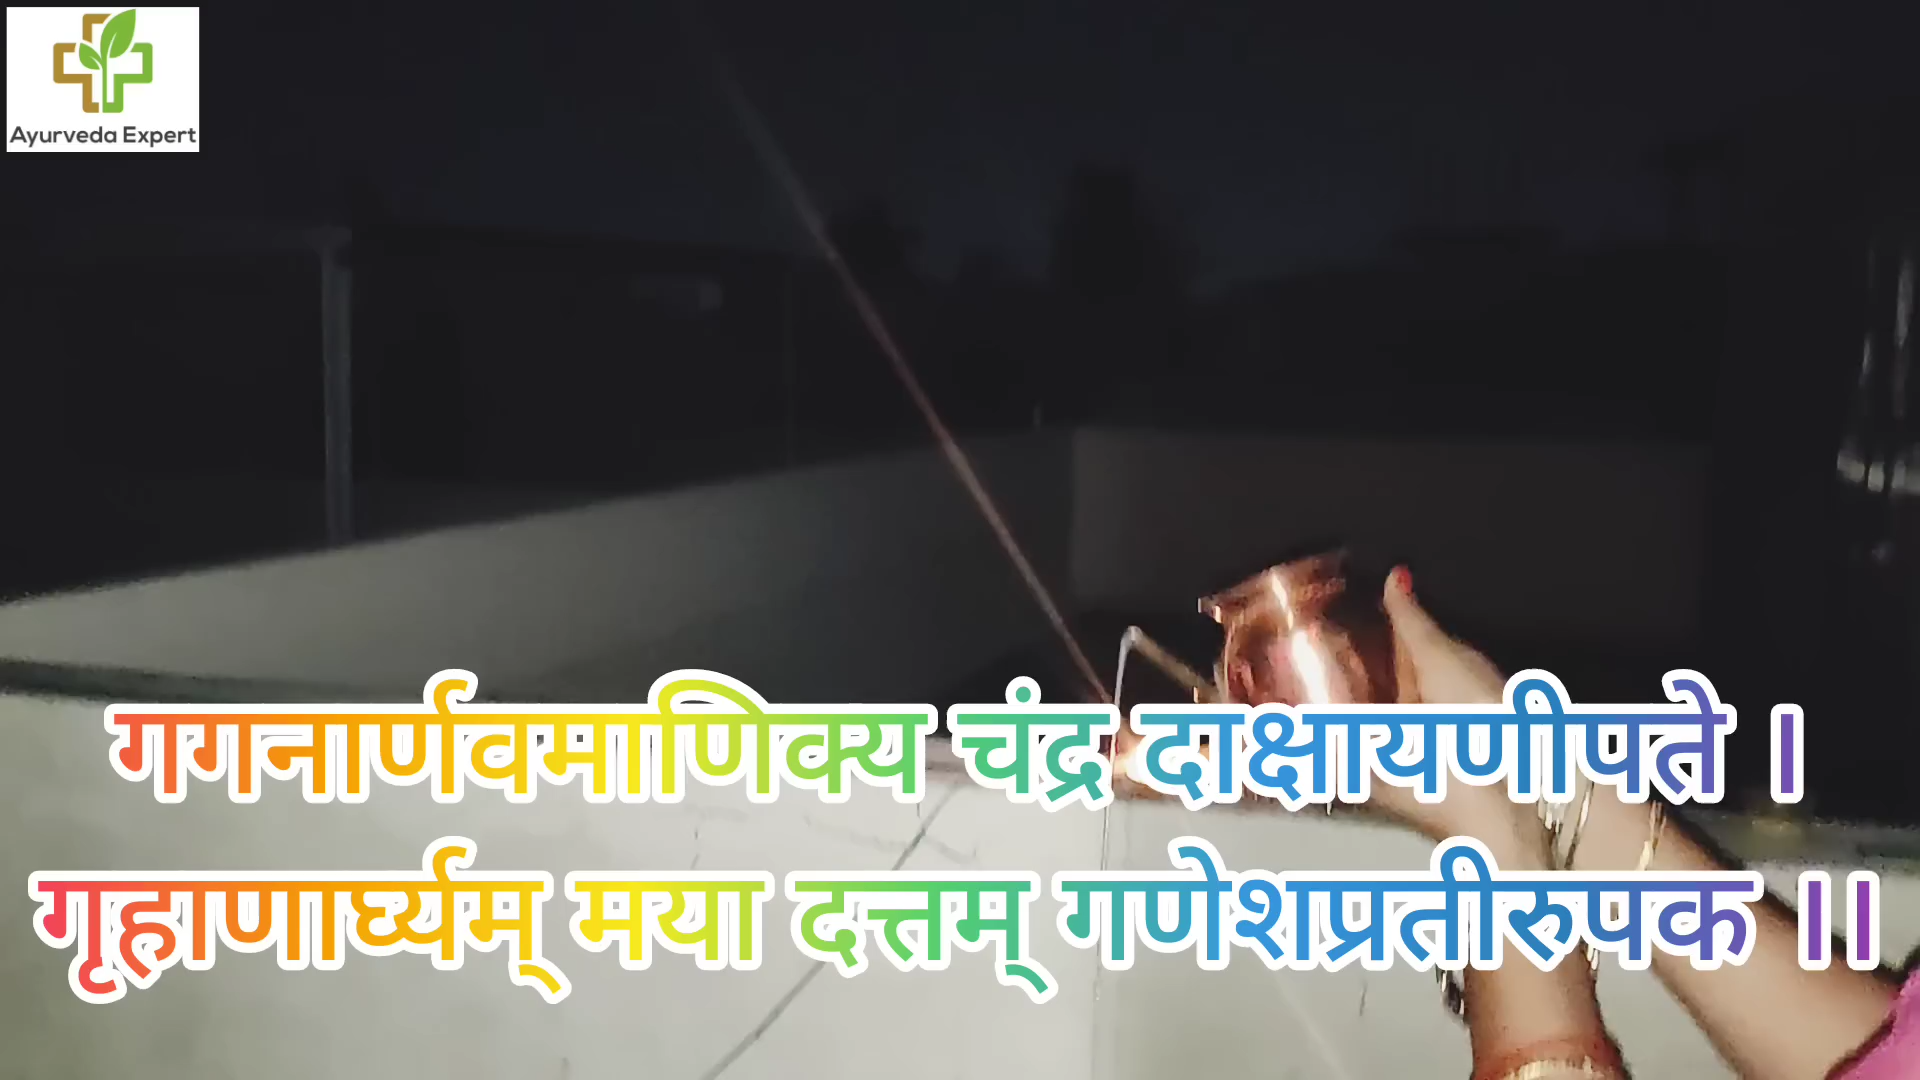 Ayurveda Expert
गगनार्णवमाणिक्य चंद्र दाक्षायणीपते ।
गृहाणार्घ्यम् मया दत्तम् गणेशप्रतीरुपक ।।